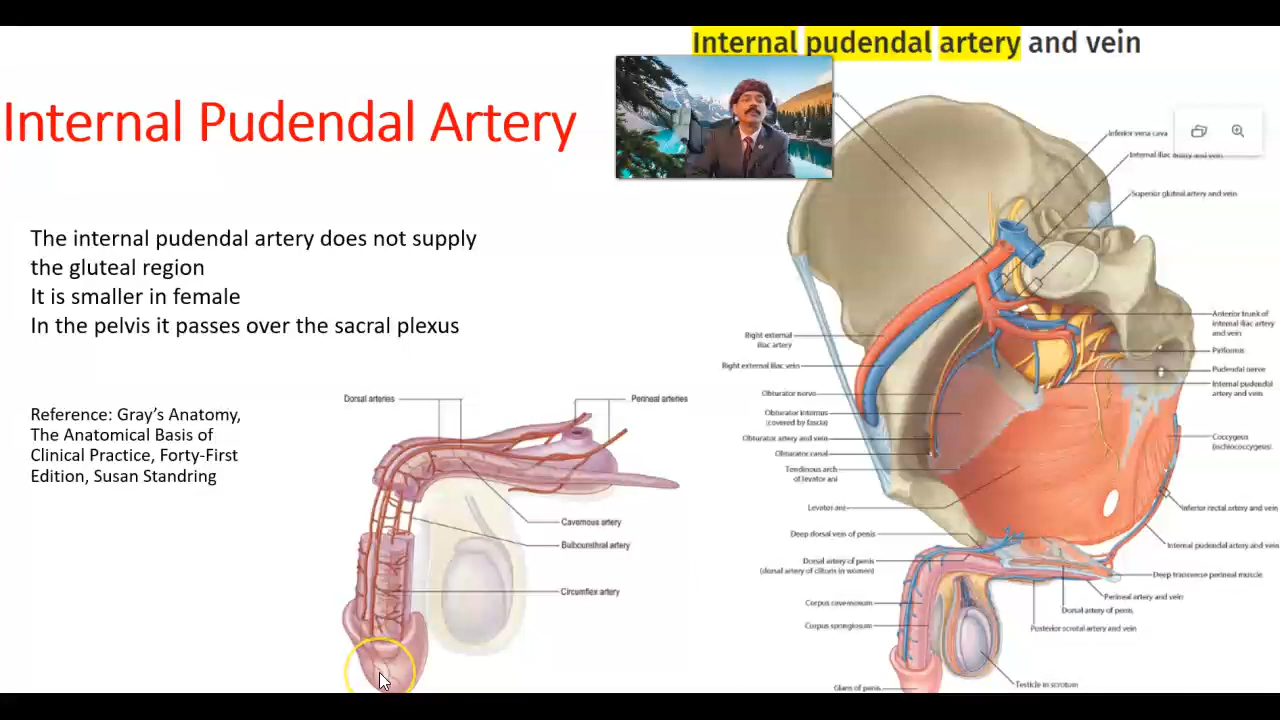 Internal pudendal artery and vein
Internal Pudendal Artery
The internal pudendal artery does not supply
the gluteal region
It is smaller in female
In the pelvis it passes over the sacral plexus
Reference: Gray's Anatomy,
The Anatomical Basis of
Clinical Practice, Forty-First
Edition, Susan Standring
Dorsal arteries
Perineal arteries
Cavernous artery
Bulbourethral artery
Circumflex artery
Inferior vena cava
Internal iliac artery and vein
Superior gluteal artery and vein
Right external
iliac artery
Right external iliac vein
Obturator nerve
Obturator internus
(covered by fascia)
Obturator artery and vein
Obturator canal
Tendinous arch
of levator ani
Levator ani
Deep dorsal vein of penis
Dorsal artery of penis
(dorsal artery of clitoris in women)
Corpus cavernosum
Corpus spongiosum
Glans of penis
Anterior trunk of
internal iliac artery
and vein
Piriformis
Pudendal nerve
Internal pudendal
artery and vein
Coccygeus
(ischiococcygeus)
Inferior rectal artery and vein
Internal pudendal artery and vein
Deep transverse perineal muscle
Perineal artery and vein
Dorsal artery of penis
Posterior scrotal artery and vein
Testicle in scrotum